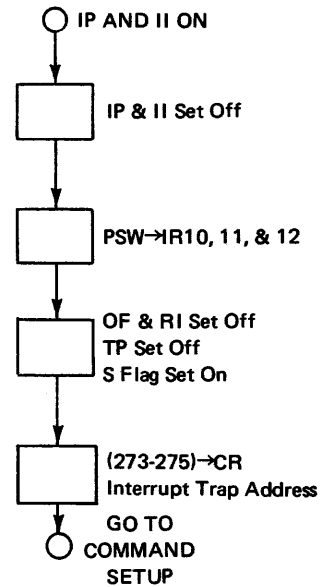 IP AND II ON
IP & II Set Off
PSW→IR10, 11, & 12
OF & RI Set Off
TP Set Off
S Flag Set On
(273-275)→CR
Interrupt Trap Address
GO TO
COMMAND
SETUP